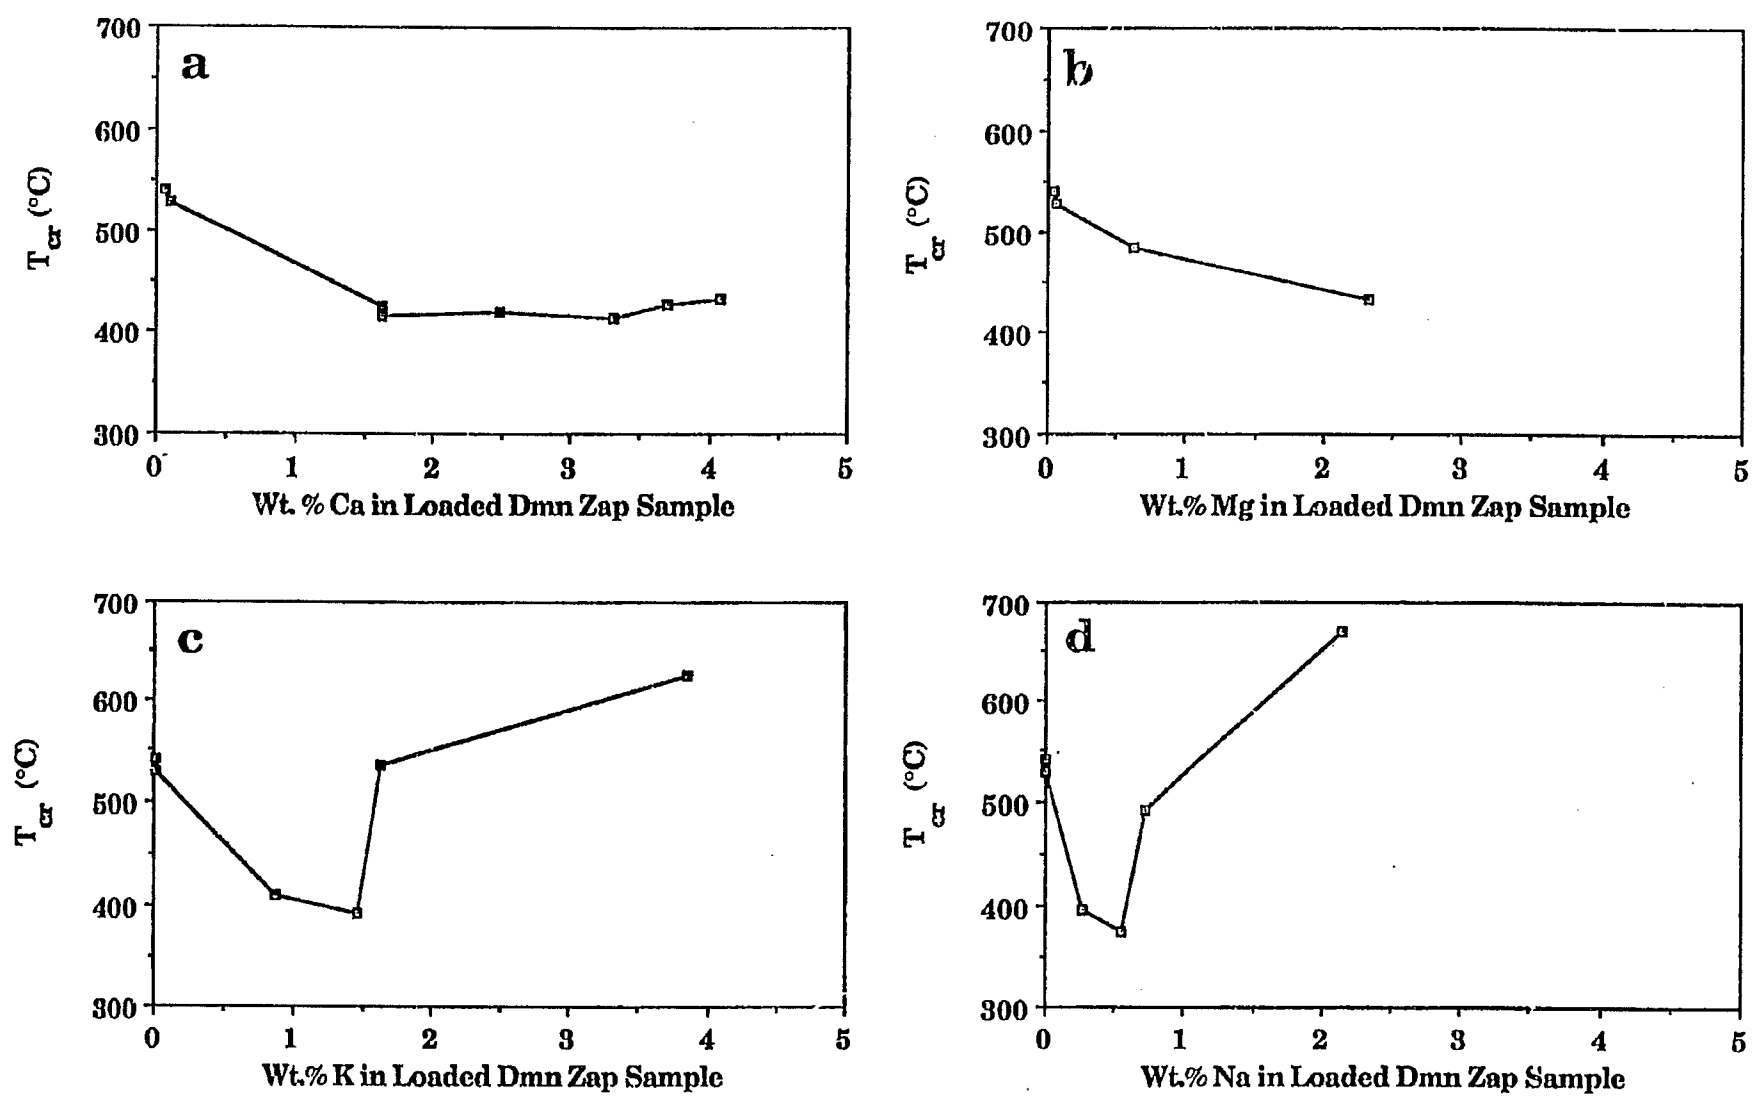 700
a
600
500
400
300
T_cr (°C)
0 1 2 3 4 5
Wt. % Ca in Loaded Dmn Zap Sample
700
b
600
500
400
300
T_cr (°C)
0 1 2 3 4 5
Wt.% Mg in Loaded Dmn Zap Sample
700
c
600
500
400
300
T_cr (°C)
0 1 2 3 4 5
Wt.% K in Loaded Dmn Zap Sample
700
d
600
500
400
300
T_cr (°C)
0 1 2 3 4 5
Wt.% Na in Loaded Dmn Zap Sample